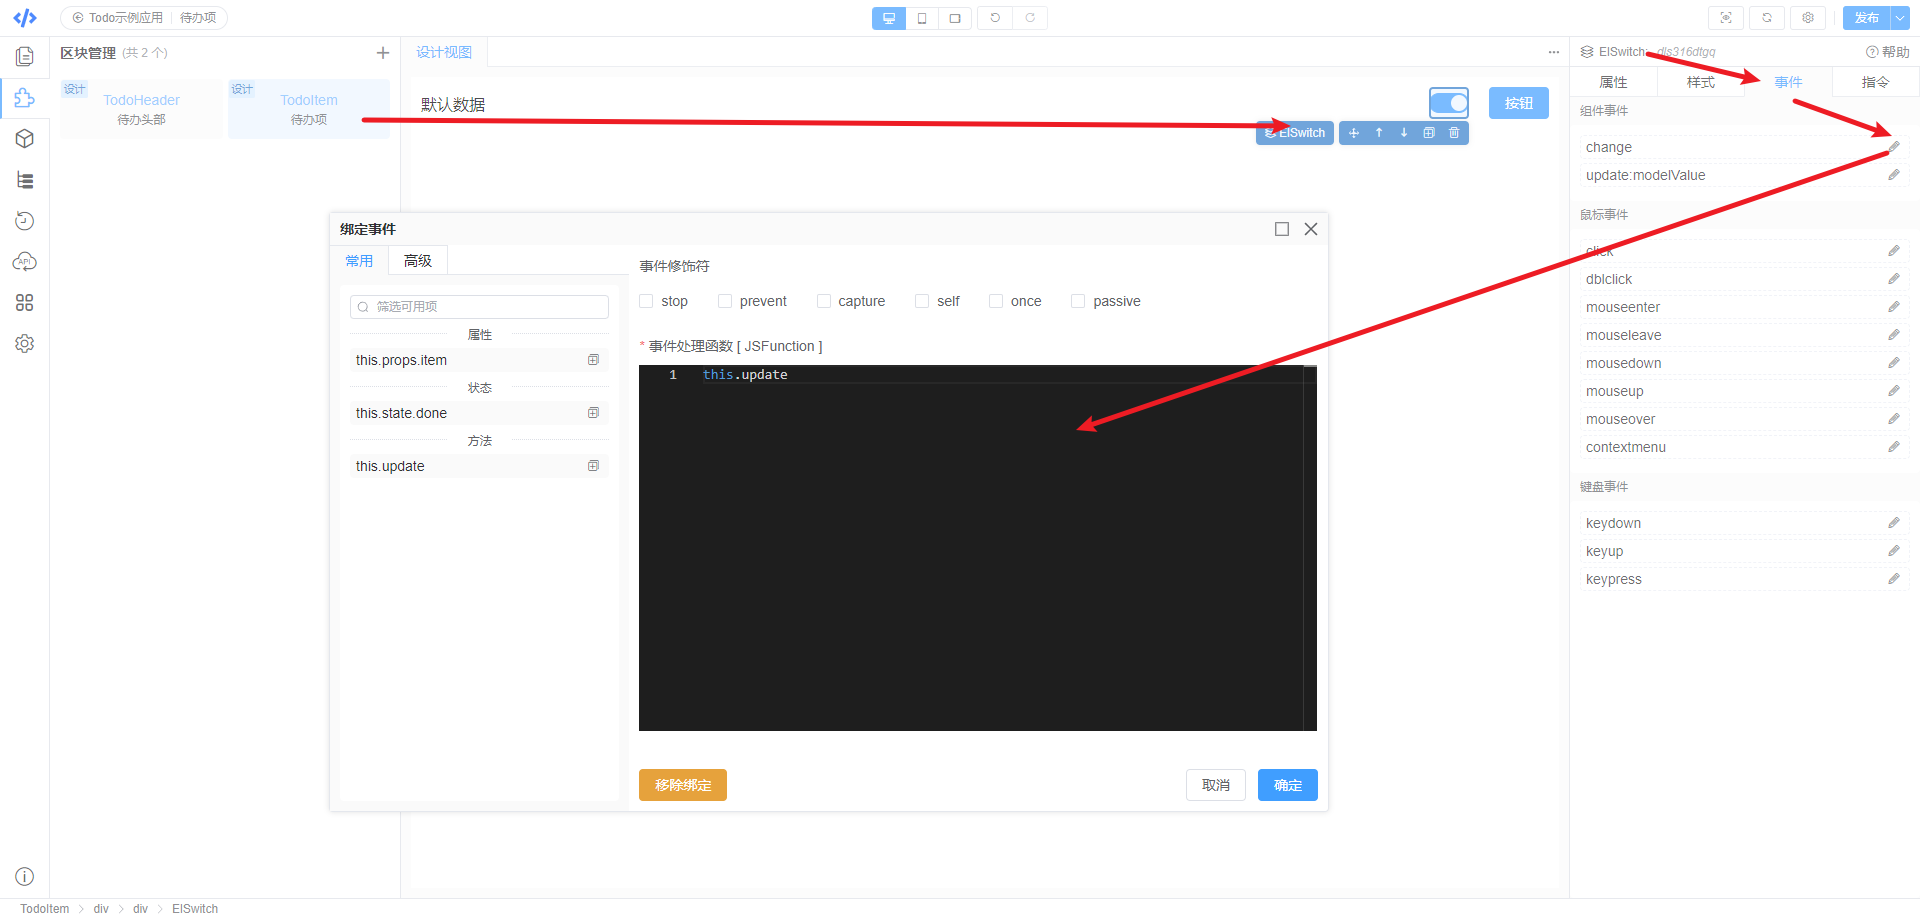 Todo示例应用 待办项
发布
区块管理 (共 2 个)
设计视图
ElSwitch: dls316dtgq
帮助
设计
TodoHeader
待办头部
设计
TodoItem
待办项
默认数据
按钮
ElSwitch
属性 样式 事件 指令
组件事件
change
update:modelValue
鼠标事件
click
dblclick
mouseenter
mouseleave
mousedown
mouseup
mouseover
contextmenu
键盘事件
keydown
keyup
keypress
绑定事件
常用 高级
筛选可用项
属性
this.props.item
状态
this.state.done
方法
this.update
事件修饰符
stop prevent capture self once passive
* 事件处理函数 [ JSFunction ]
1 this.update
移除绑定
取消 确定
API
TodoItem div div ElSwitch